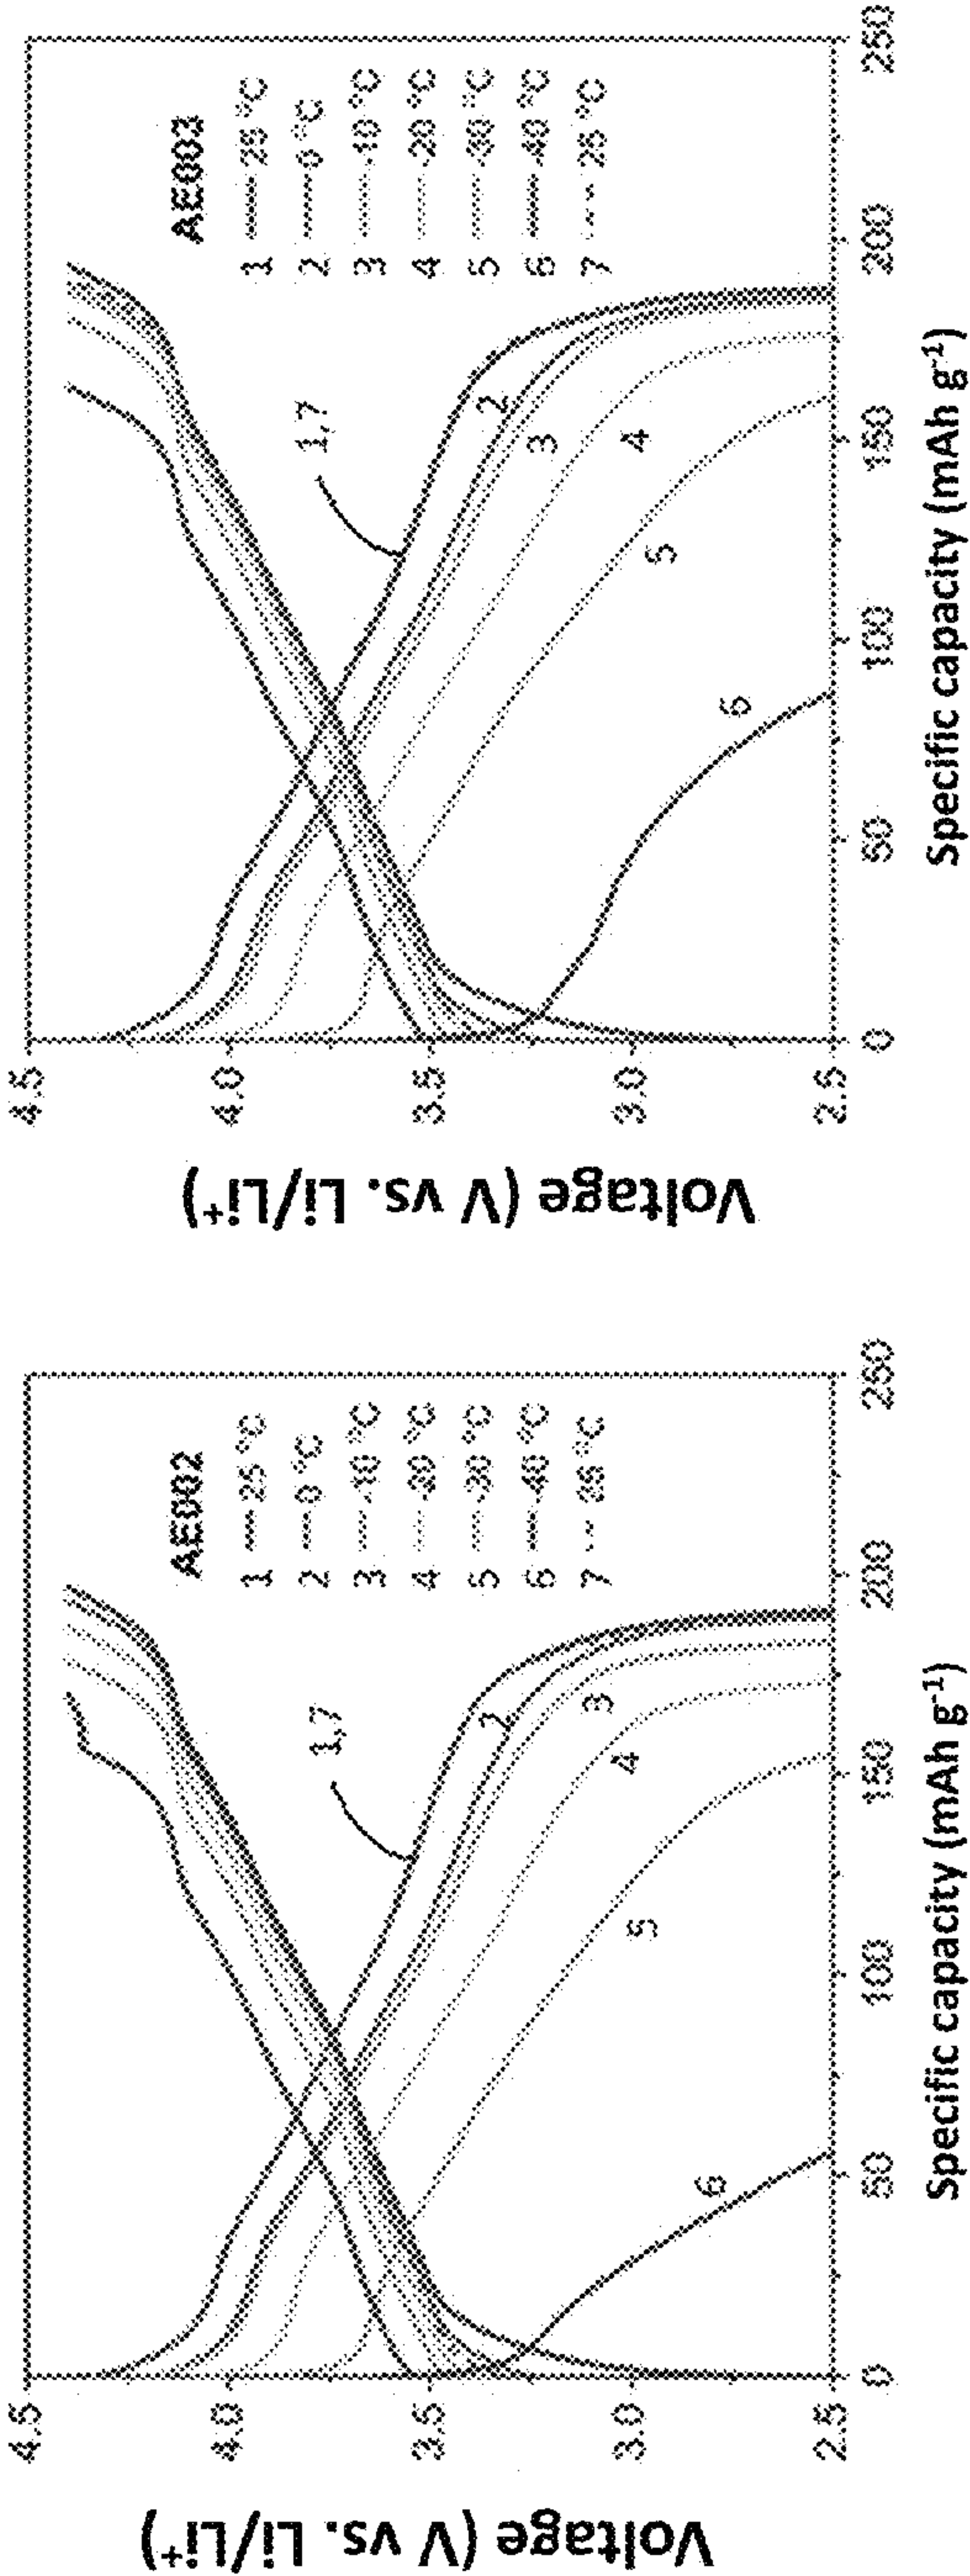 Voltage (V vs. Li/Li⁺)
4.5
4.0
3.5
3.0
2.5
0
50
100
150
200
250
Specific capacity (mAh g⁻¹)
AE002
1 25 °C
2 0 °C
3 -10 °C
4 -20 °C
5 -30 °C
6 -40 °C
7 25 °C
1,7
2
3
4
5
6
Voltage (V vs. Li/Li⁺)
4.5
4.0
3.5
3.0
2.5
0
50
100
150
200
250
Specific capacity (mAh g⁻¹)
AE003
1 25 °C
2 0 °C
3 -10 °C
4 -20 °C
5 -30 °C
6 -40 °C
7 25 °C
1,7
2
3
4
5
6